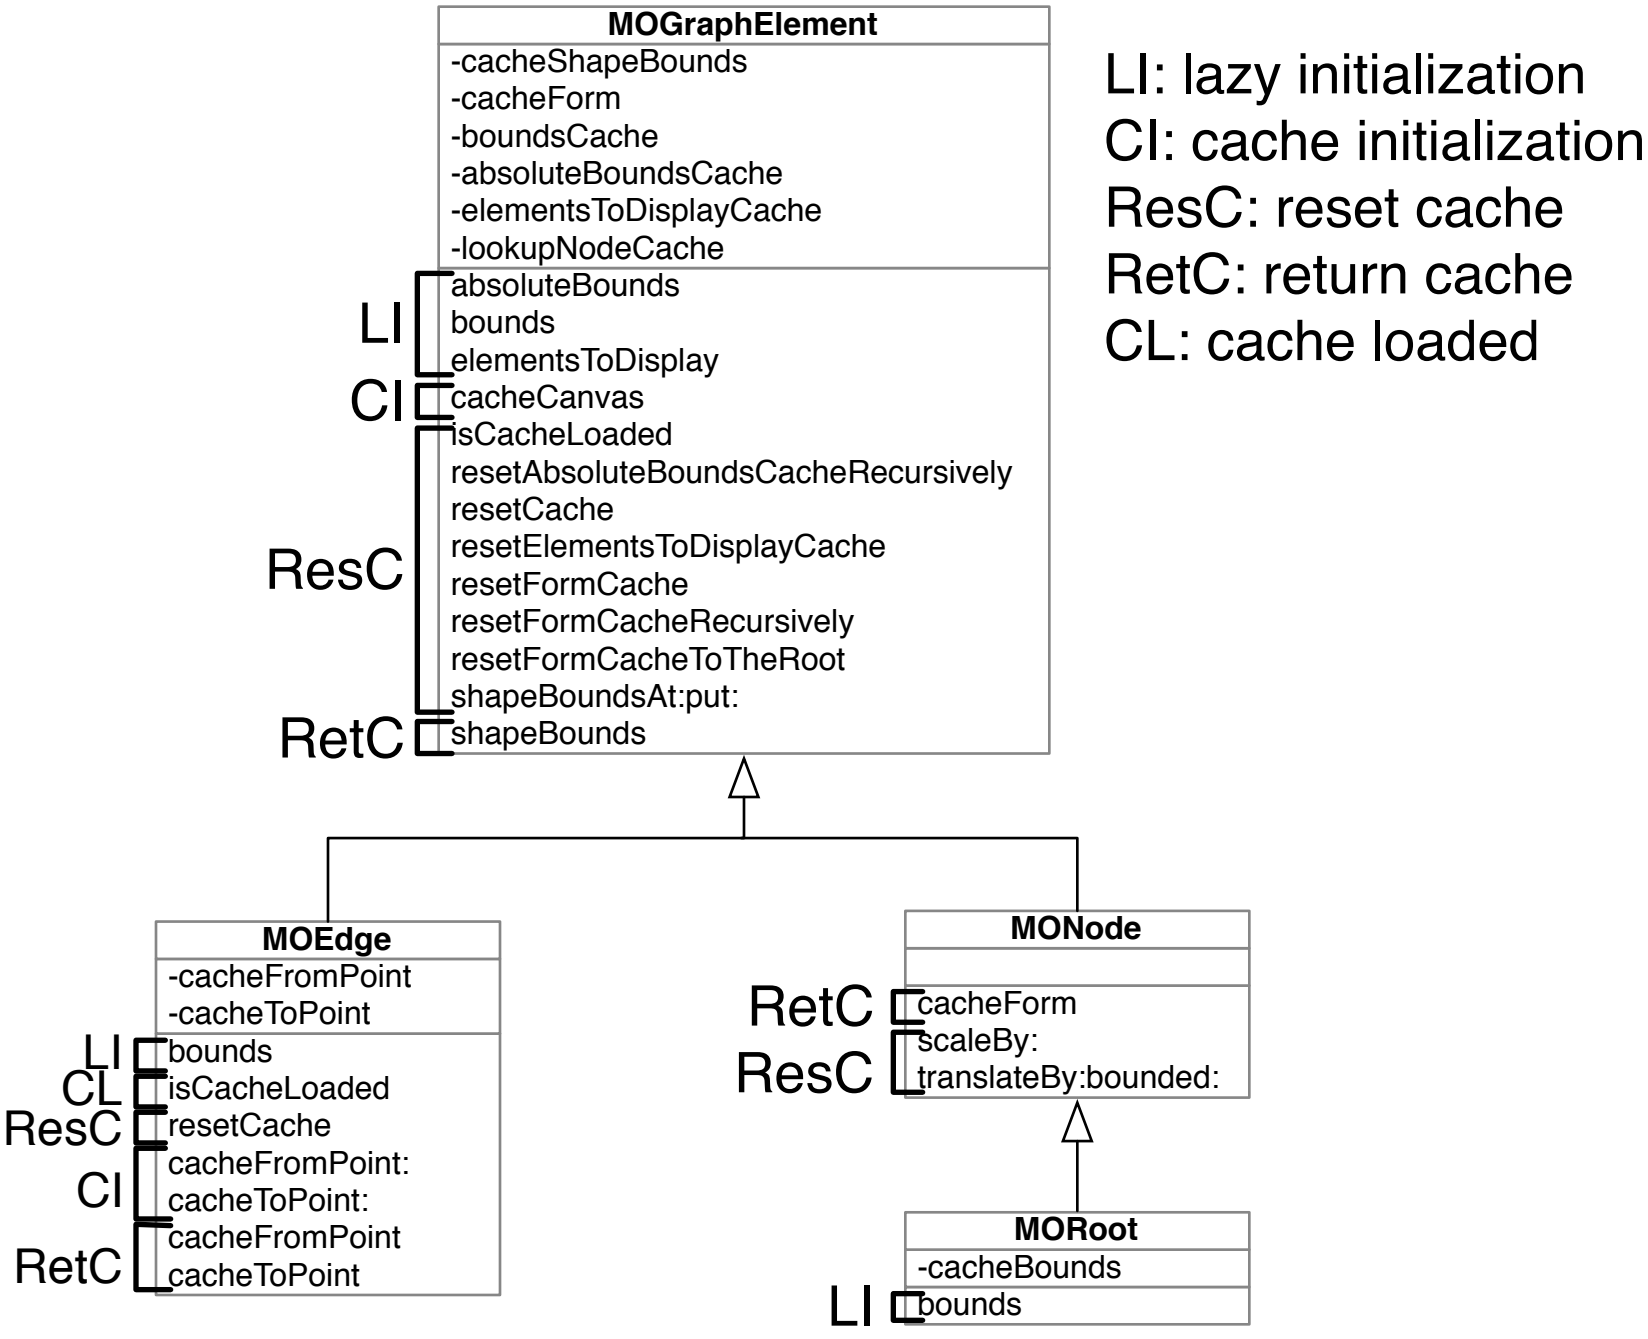 MOGraphElement
-cacheShapeBounds
-cacheForm
-boundsCache
-absoluteBoundsCache
-elementsToDisplayCache
-lookupNodeCache
LI
absoluteBounds
bounds
elementsToDisplay
CI
cacheCanvas
ResC
isCacheLoaded
resetAbsoluteBoundsCacheRecursively
resetCache
resetElementsToDisplayCache
resetFormCache
resetFormCacheRecursively
resetFormCacheToTheRoot
shapeBoundsAt:put:
RetC
shapeBounds
LI: lazy initialization
CI: cache initialization
ResC: reset cache
RetC: return cache
CL: cache loaded
MOEdge
-cacheFromPoint
-cacheToPoint
LI
bounds
CL
isCacheLoaded
ResC
resetCache
CI
cacheFromPoint:
cacheToPoint:
RetC
cacheFromPoint
cacheToPoint
MONode
RetC
cacheForm
ResC
scaleBy:
translateBy:bounded:
MORoot
-cacheBounds
LI
bounds